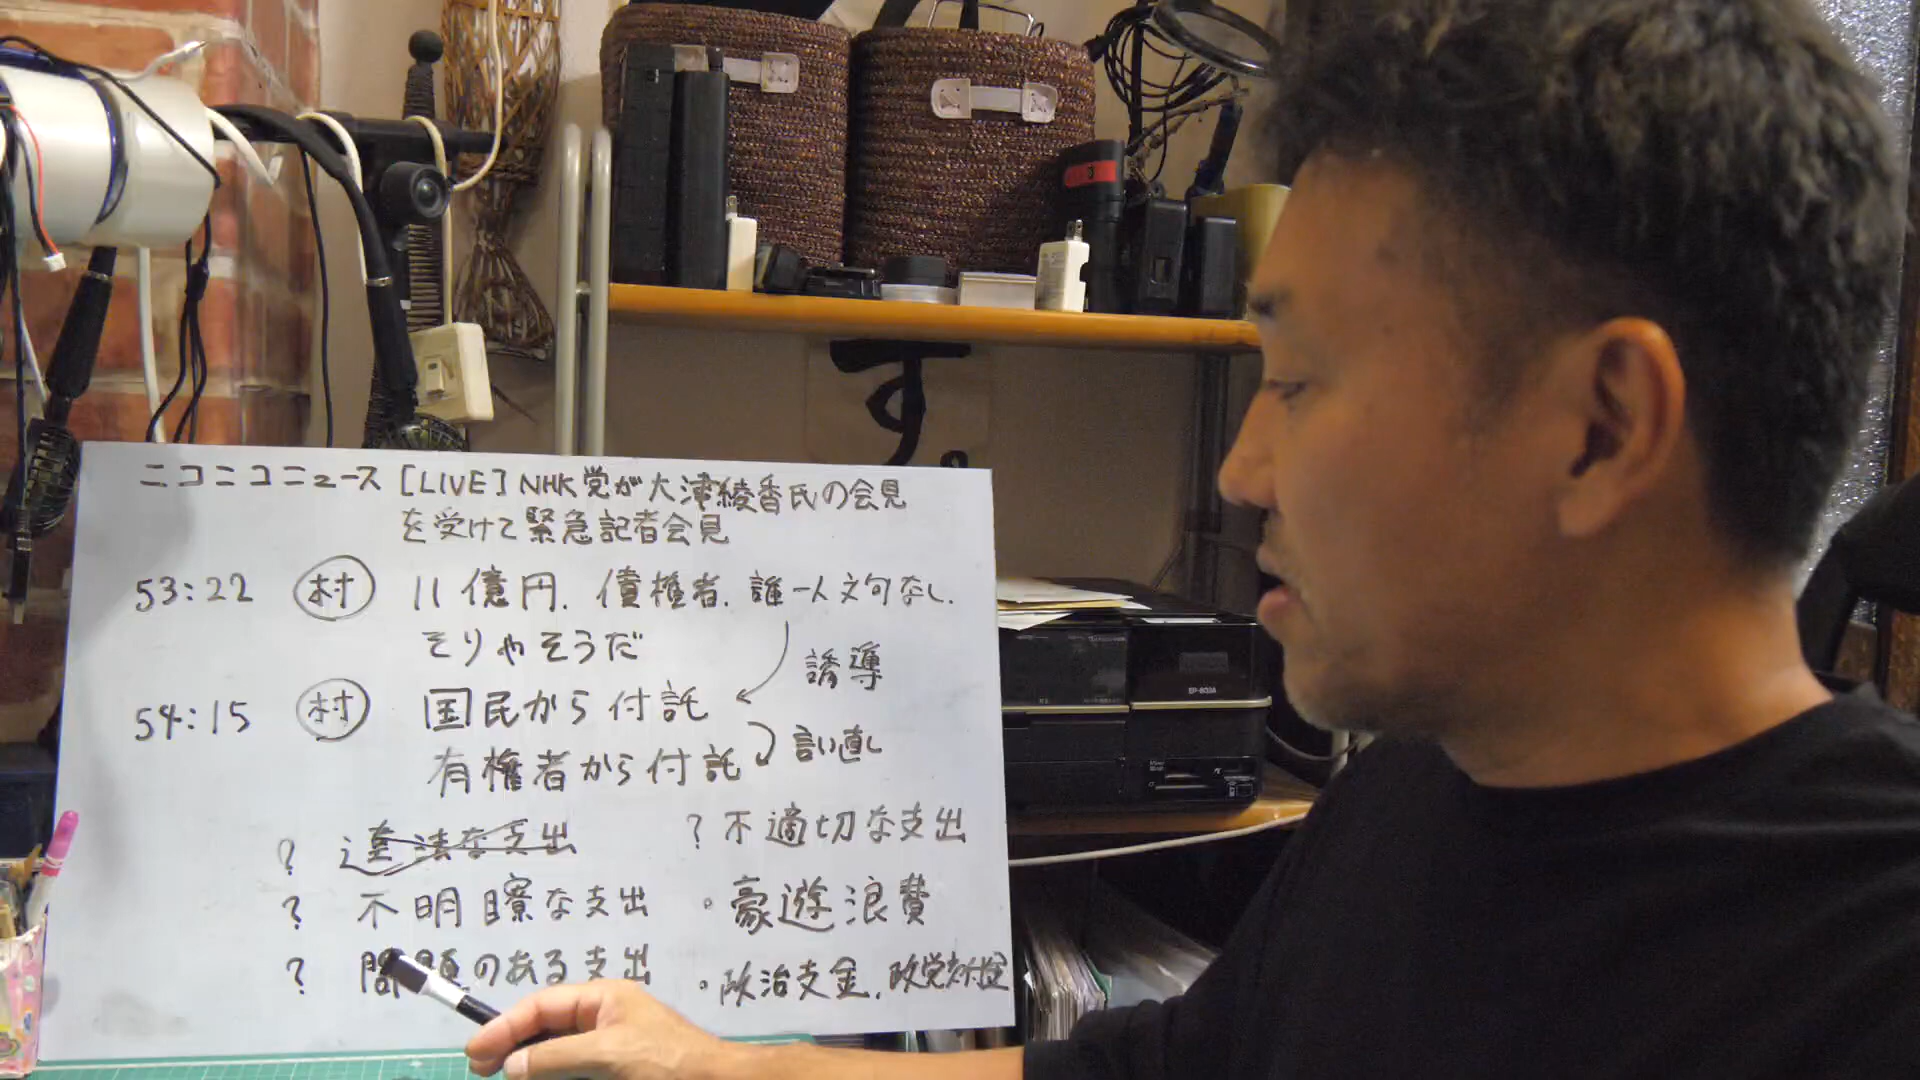 ニコニコニュース [LIVE] NHK党が大津綾香氏の会見
を受けて緊急記者会見
53:22 村 11億円. 債権者. 誰一人文句なし.
そりゃそうだ
誘導
54:15 村 国民から付託
有権者から付託 言い直し
? 違法な支出 ? 不適切な支出
? 不明瞭な支出 ・豪遊浪費
? 問題のある支出 ・政治支金, 政党
す。
EP-803A